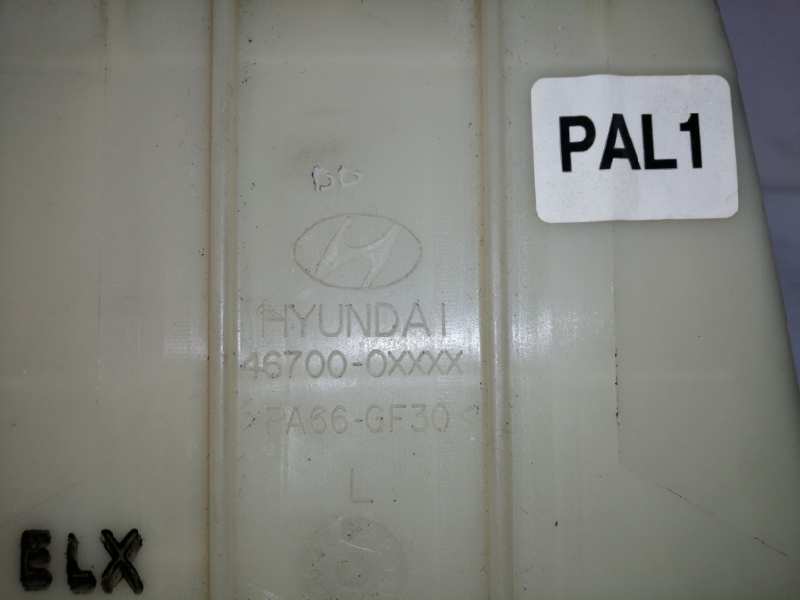 PAL1
HYUNDAI
46700-0XXXX
>PA66-GF30<
L
ELX